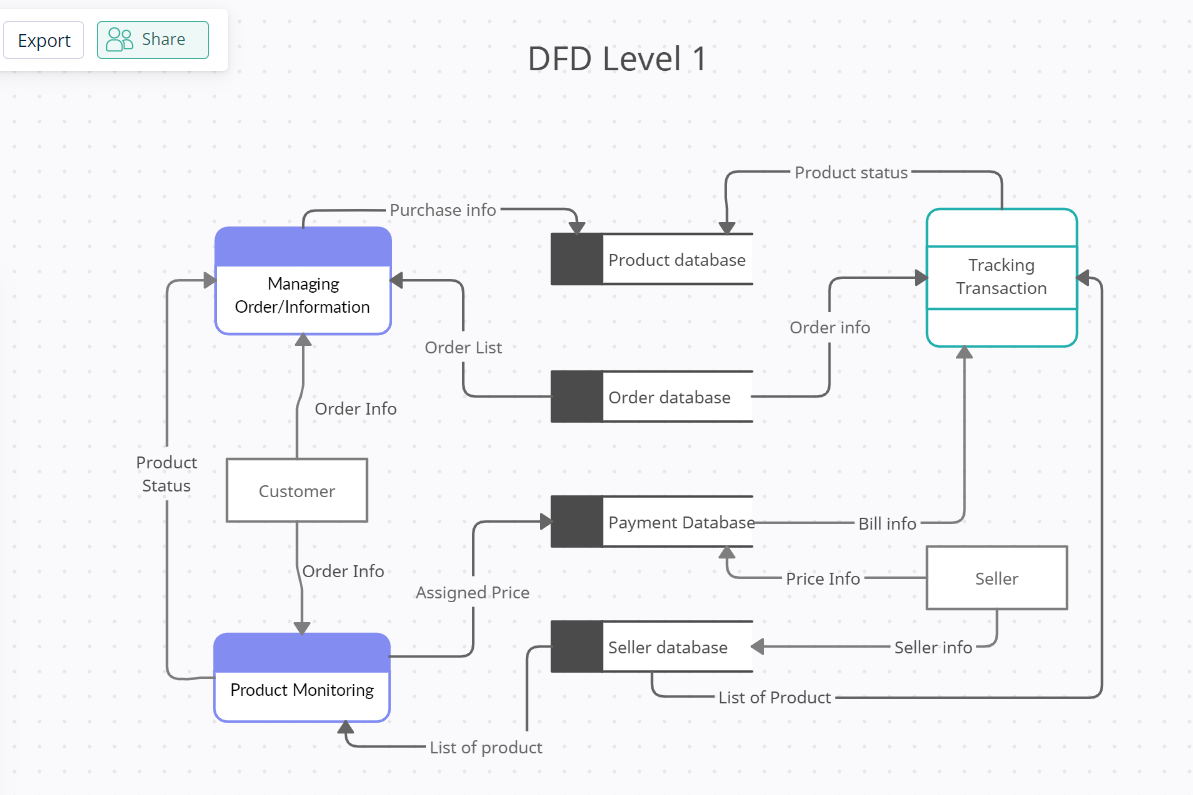 Export
Share
DFD Level 1
Product status
Purchase info
Managing
Order/Information
Product database
Tracking
Transaction
Order info
Order List
Order database
Order Info
Product
Status
Customer
Payment Database
Bill info
Order Info
Assigned Price
Price Info
Seller
Seller database
Seller info
Product Monitoring
List of Product
List of product